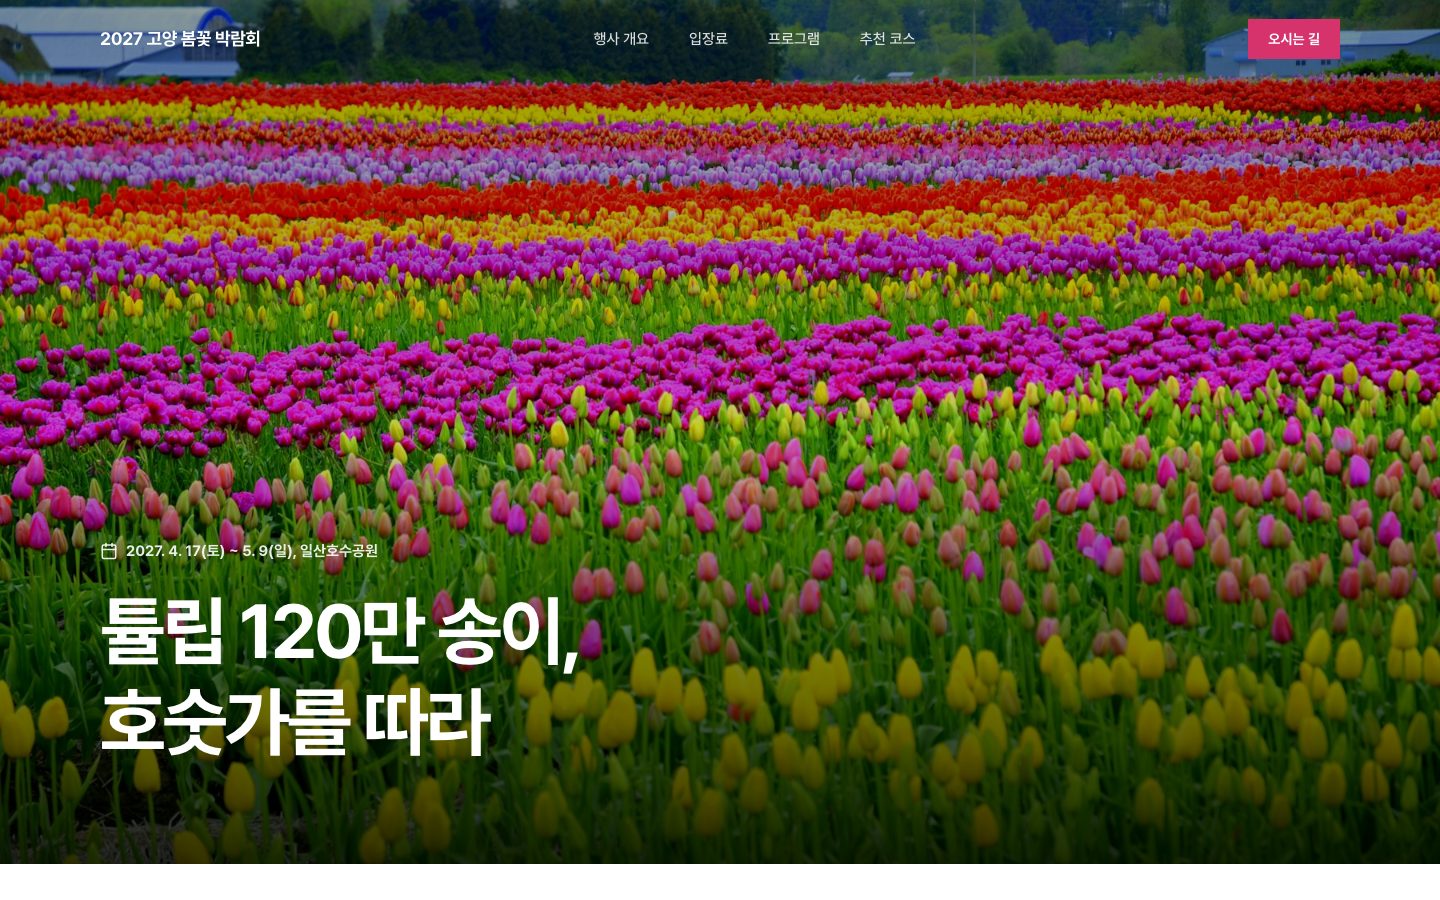 2027 고양 봄꽃 박람회
행사 개요
입장료
프로그램
추천 코스
오시는 길
2027. 4. 17(토) ~ 5. 9(일), 일산호수공원
튤립 120만 송이,
호숫가를 따라